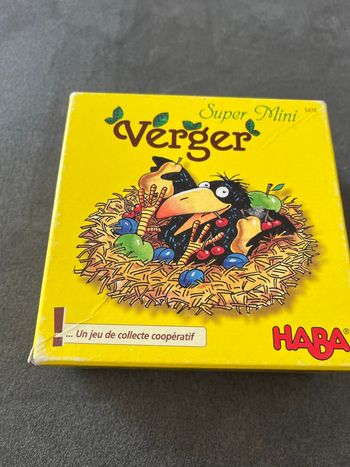 Super Mini
Verger
... Un jeu de collecte coopératif
HABA